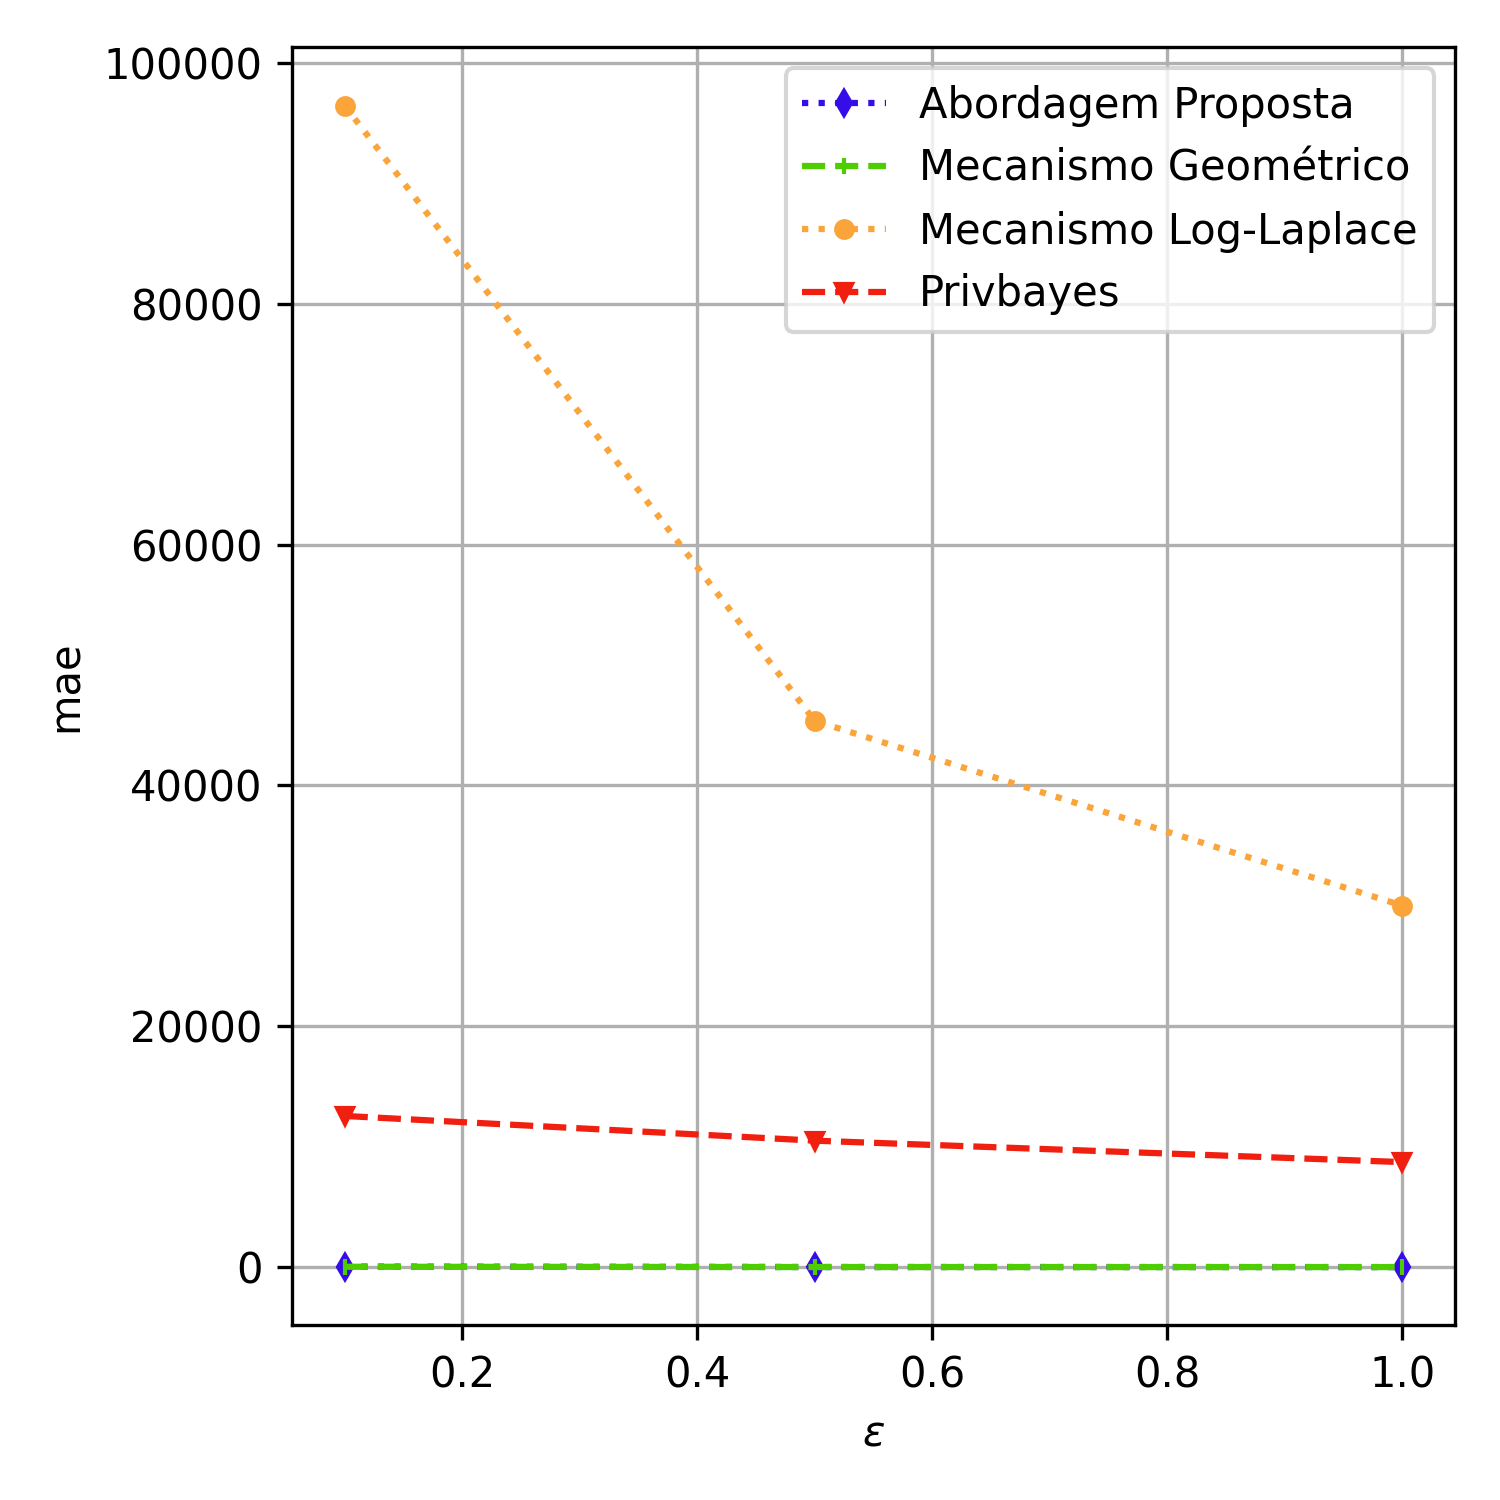 100000
80000
60000
40000
20000
0
mae
Abordagem Proposta
Mecanismo Geométrico
Mecanismo Log-Laplace
Privbayes
0.2 0.4 0.6 0.8 1.0
ε